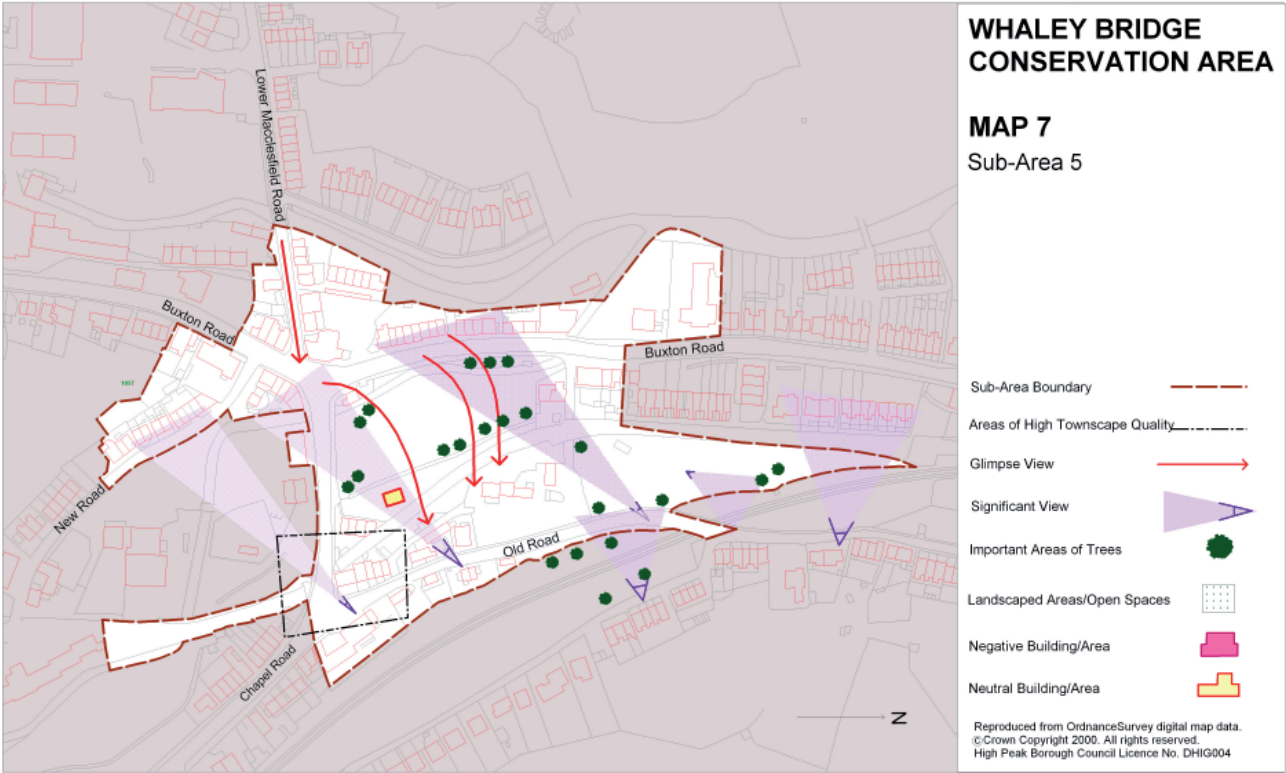 WHALEY BRIDGE
CONSERVATION AREA
MAP 7
Sub-Area 5
Lower Macclesfield Road
Buxton Road
Buxton Road
New Road
Old Road
Chapel Road
N
Sub-Area Boundary
Areas of High Townscape Quality
Glimpse View
Significant View
Important Areas of Trees
Landscaped Areas/Open Spaces
Negative Building/Area
Neutral Building/Area
Reproduced from OrdnanceSurvey digital map data.
©Crown Copyright 2000. All rights reserved.
High Peak Borough Council Licence No. DHIG004